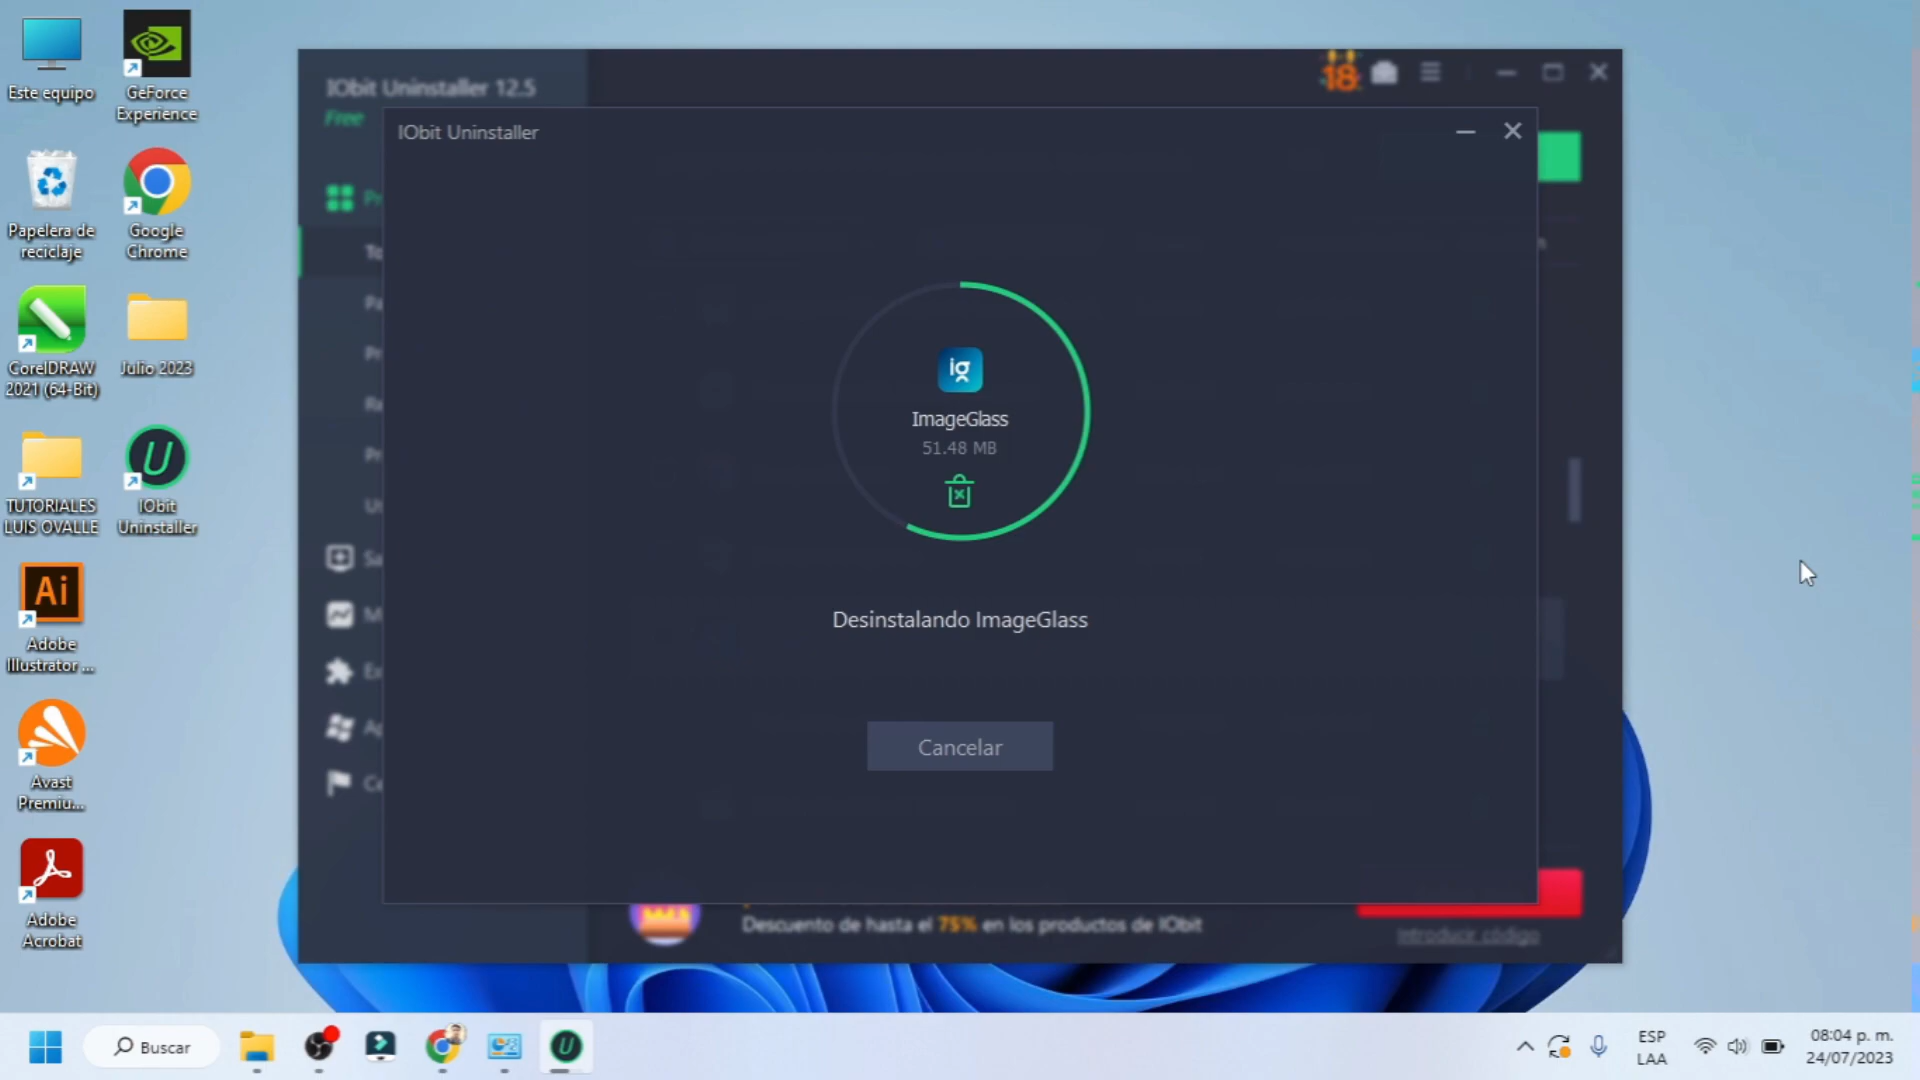 Este equipo
GeForce
Experience
Papelera de
reciclaje
Google
Chrome
CorelDRAW
2021 (64-Bit)
Julio 2023
TUTORIALES
LUIS OVALLE
IObit
Uninstaller
Ai
Adobe
Illustrator ...
Avast
Premiu...
Adobe
Acrobat
IObit Uninstaller 12.5
Free
18
IObit Uninstaller
ig
ImageGlass
51.48 MB
Desinstalando ImageGlass
Cancelar
Descuento de hasta el 75% en los productos de IObit
Introducir código
Buscar
ESP
LAA
08:04 p. m.
24/07/2023